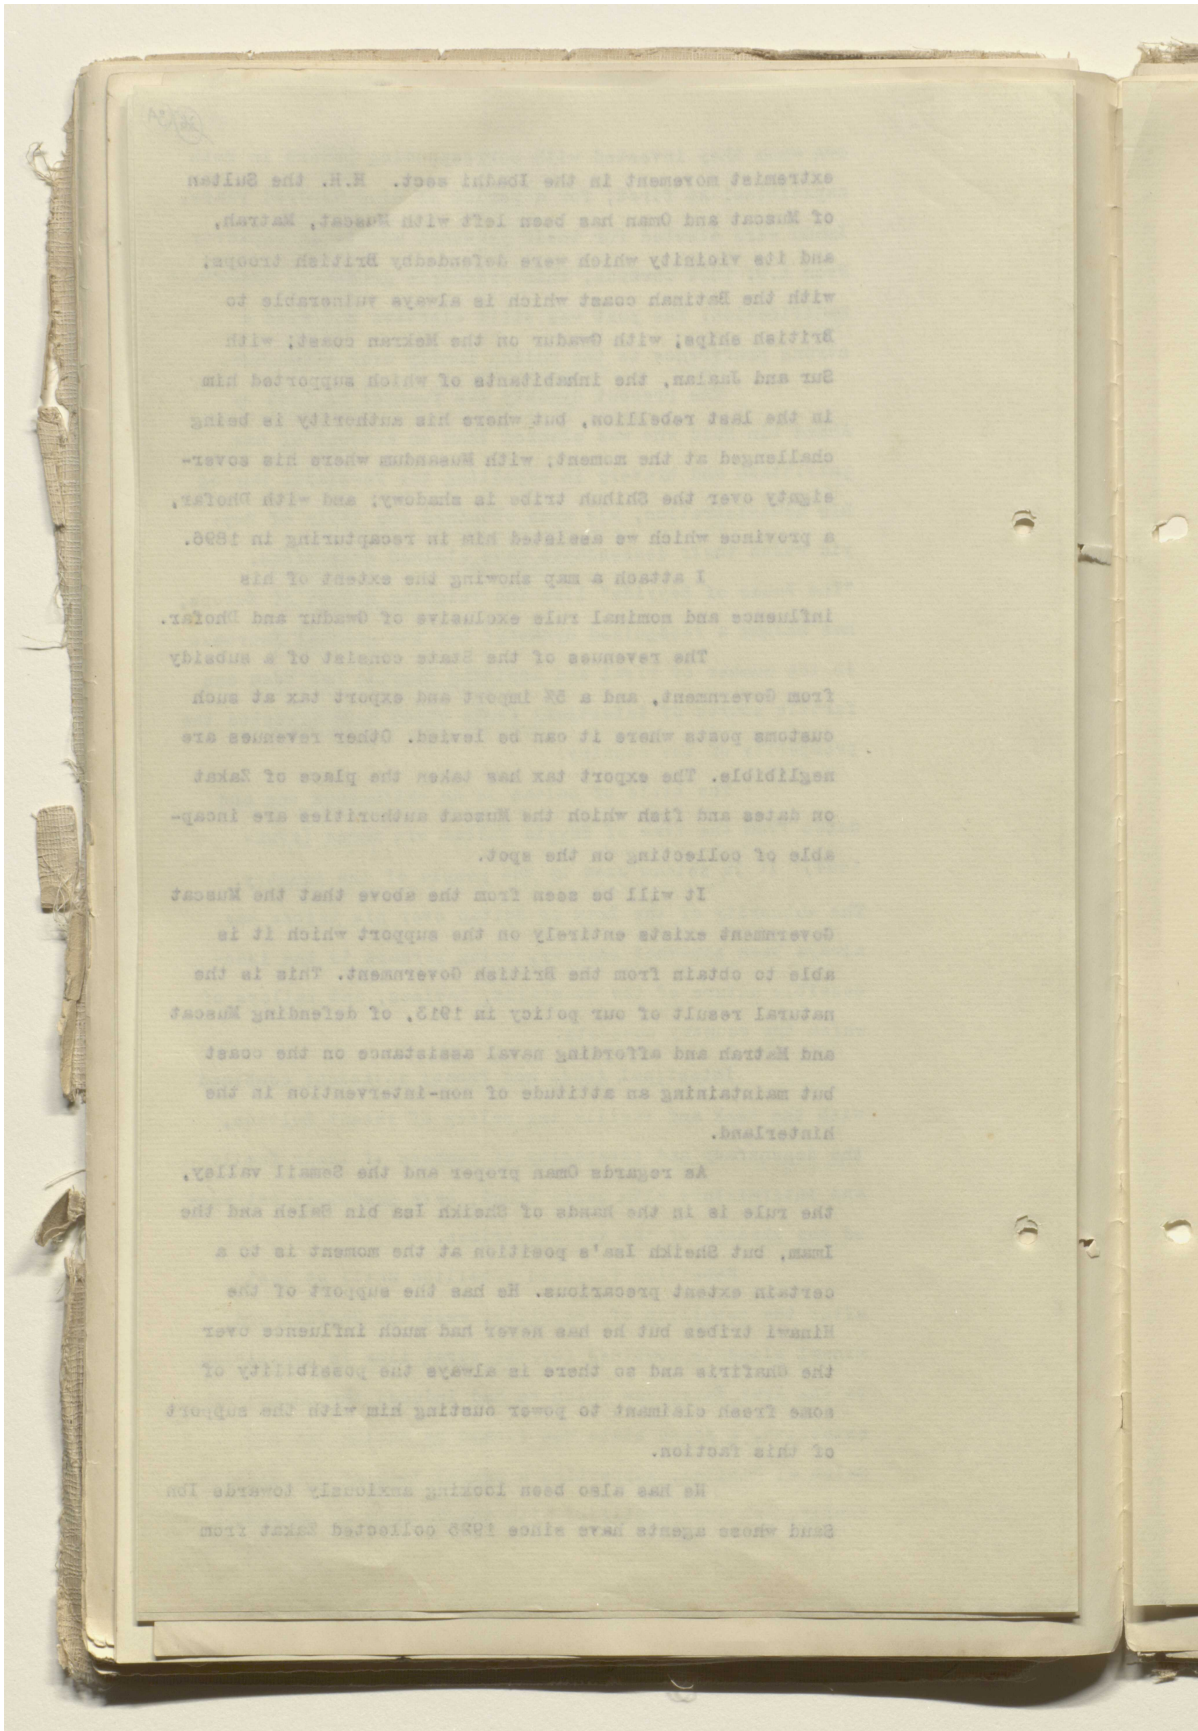 extremist movement in the Ibadhi sect. H.H. the Sultan
of Muscat and Oman has been left with Muscat, Matrah,
and its vicinity which were defendedby British troops;
with the Batinah coast which is always vulnerable to
British ships; with Gwadur on the Mekran coast; with
Sur and Jaalan, the inhabitants of which supported him
in the last rebellion, but where his authority is being
challenged at the moment; with Musandum where his sover-
eigaty over the Shihuh tribe is shadowy; and with Dhofar,
a province which we assisted him in recapturing in 1896.
I attach a map showing the extent of his
influence and nominal rule exclusive of Gwadur and Dhofar.
The revenues of the State consist of a subsidy
from Government, and a 5% import and export tax at such
customs posts where it can be levied. Other revenues are
neglibible. The export tax has taken the place of Zakat
on dates and fish which the Muscat authorities are incap-
able of collecting on the spot.
It will be seen from the above that the Muscat
Government exists entirely on the support which it is
able to obtain from the British Government. This is the
natural result of our policy in 1913, of defending Muscat
and Matrah and affording naval assistance on the coast
but maintaining an attitude of non-intervention in the
hinterland.
As regards Oman proper and the Semail valley,
the rule is in the hands of Sheikh Isa bin Saleh and the
Imam, but Sheikh Isa's position at the moment is to a
certain extent precarious. He has the support of the
Hinawi tribes but he has never had much influence over
the Ghafiris and so there is always the possibility of
some fresh claimant to power ousting him with the support
of this faction.
He has also been looking anxiously towards Ibn
Saud whose agents have since 1925 collected Zakat from